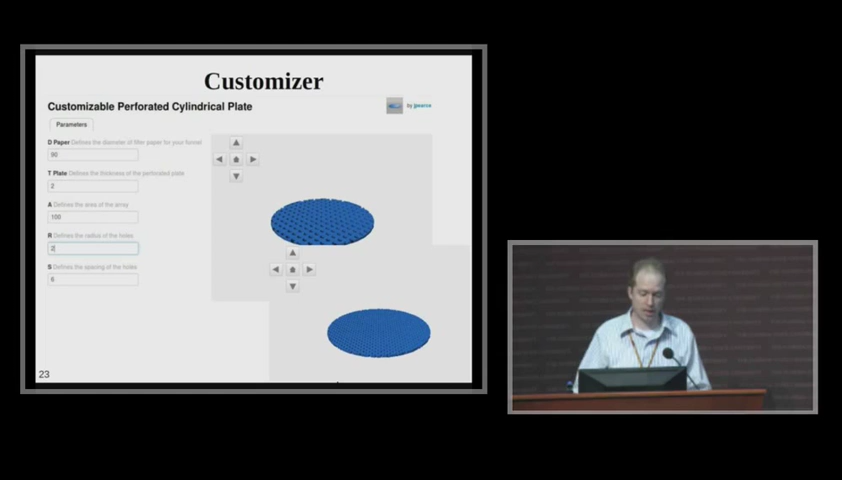 Customizer
Customizable Perforated Cylindrical Plate
by jpearce
Parameters
D Paper Defines the diameter of filter paper for your funnel
90
T Plate Defines the thickness of the perforated plate
2
A Defines the area of the array
100
R Defines the radius of the holes
2
S Defines the spacing of the holes
6
23